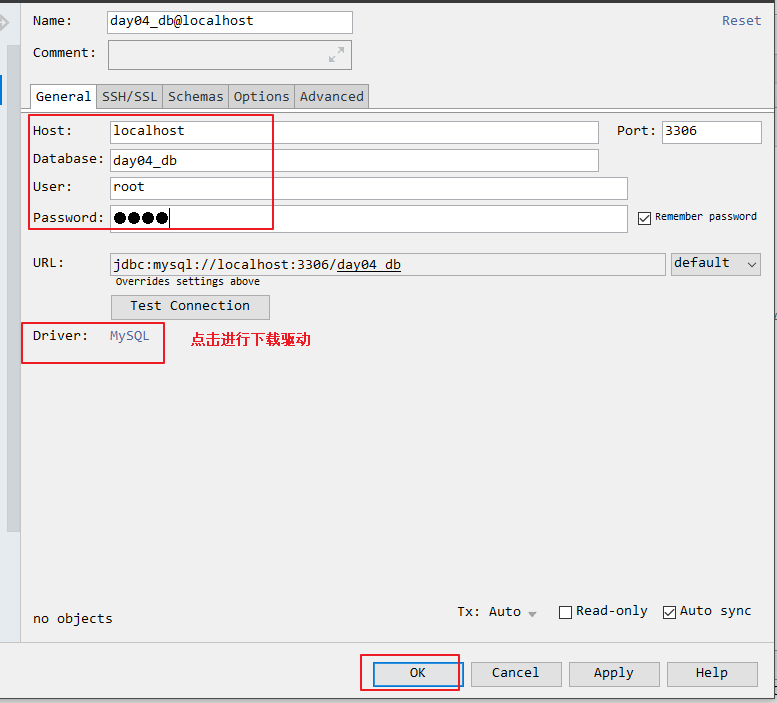 Name: day04_db@localhost Reset
Comment:
General SSH/SSL Schemas Options Advanced
Host: localhost Port: 3306
Database: day04_db
User: root
Password: ●●●● Remember password
URL: jdbc:mysql://localhost:3306/day04_db default
Overrides settings above
Test Connection
Driver: MySQL 点击进行下载驱动
Tx: Auto Read-only Auto sync
no objects
OK Cancel Apply Help